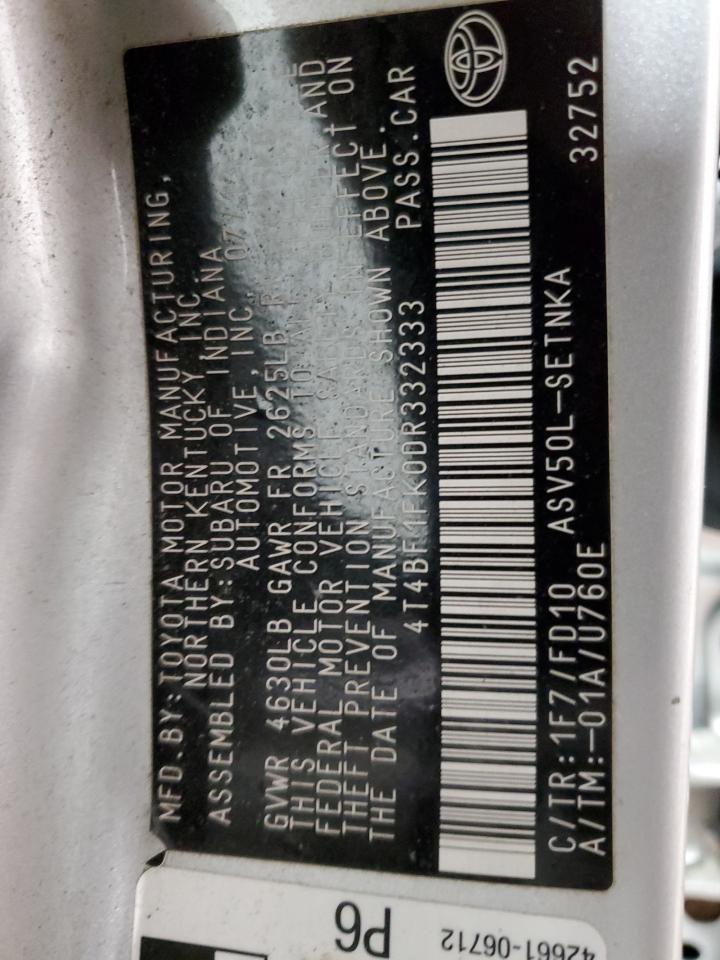 MFD.BY:TOYOTA MOTOR MANUFACTURING,
NORTHERN KENTUCKY INC
ASSEMBLED BY:SUBARU OF INDIANA
AUTOMOTIVE,INC.
GVWR 4630LB GAWR FR 2625LB
THIS VEHICLE CONFORMS TO
FEDERAL MOTOR VEHICLE SAFETY AND
THEFT PREVENTION STANDARDS IN EFFECT ON
THE DATE OF MANUFACTURE SHOWN ABOVE.
4T4BF1FK0DR332333 PASS.CAR
C/TR:1F7/FD10 ASV50L-SETNKA
A/TM:-01A/U760E 32752
P6
42661-06712